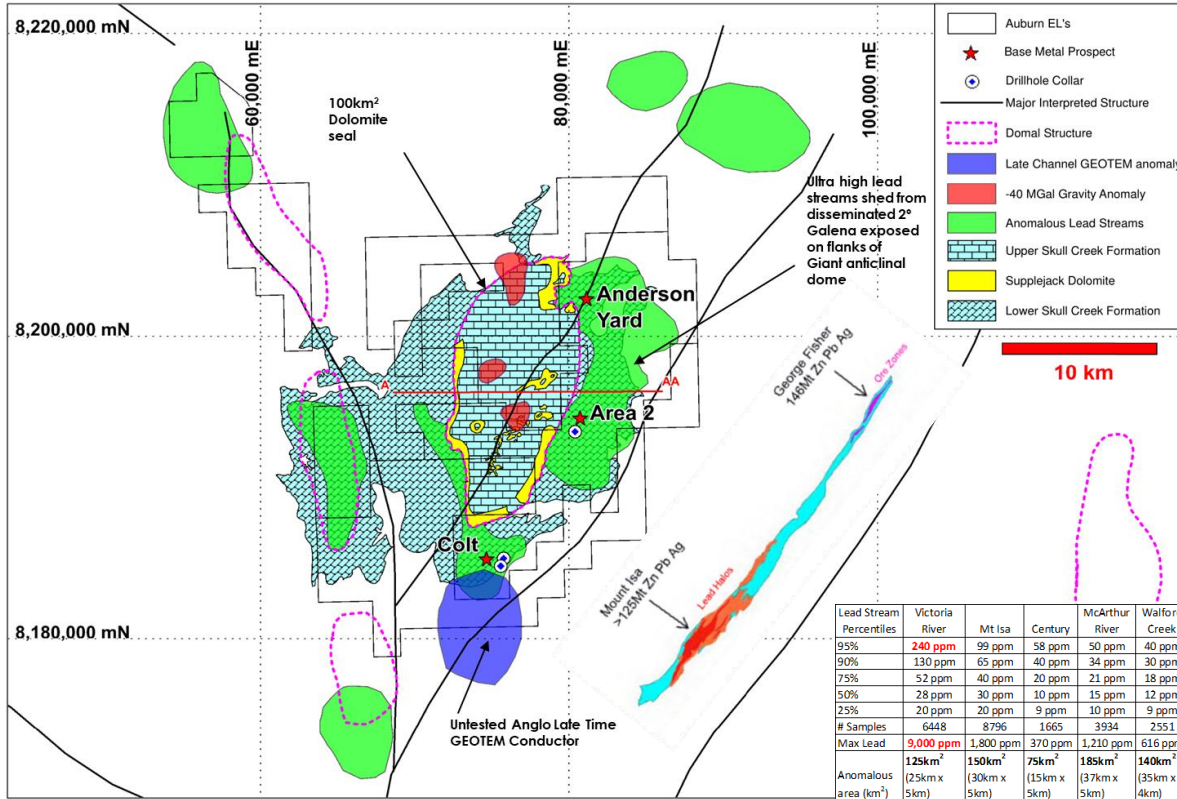 8,220,000 mN
60,000 mE
80,000 mE
100,000 mE
100km²
Dolomite
seal
Ultra high lead
streams shed from
disseminated 2°
Galena exposed
on flanks of
Giant anticlinal
dome
Auburn EL's
Base Metal Prospect
Drillhole Collar
Major Interpreted Structure
Domal Structure
Late Channel GEOTEM anomaly
-40 MGal Gravity Anomaly
Anomalous Lead Streams
Upper Skull Creek Formation
Supplejack Dolomite
Lower Skull Creek Formation
10 km
8,200,000 mN
Anderson
Yard
A
AA
Area 2
Colt
George Fisher
146Mt Zn Pb Ag
Ore Zones
Mount Isa
>125Mt Zn Pb Ag
Lead Halos
8,180,000 mN
Untested Anglo Late Time
GEOTEM Conductor
Lead Stream Victoria McArthur Walford
Percentiles River Mt Isa Century River Creek
95% 240 ppm 99 ppm 58 ppm 50 ppm 40 ppm
90% 130 ppm 65 ppm 40 ppm 34 ppm 30 ppm
75% 52 ppm 40 ppm 20 ppm 21 ppm 18 ppm
50% 28 ppm 30 ppm 10 ppm 15 ppm 12 ppm
25% 20 ppm 20 ppm 9 ppm 10 ppm 9 ppm
# Samples 6448 8796 1665 3934 2551
Max Lead 9,000 ppm 1,800 ppm 370 ppm 1,210 ppm 616 ppm
125km² 150km² 75km² 185km² 140km²
Anomalous (25km x (30km x (15km x (37km x (35km x
area (km²) 5km) 5km) 5km) 5km) 4km)